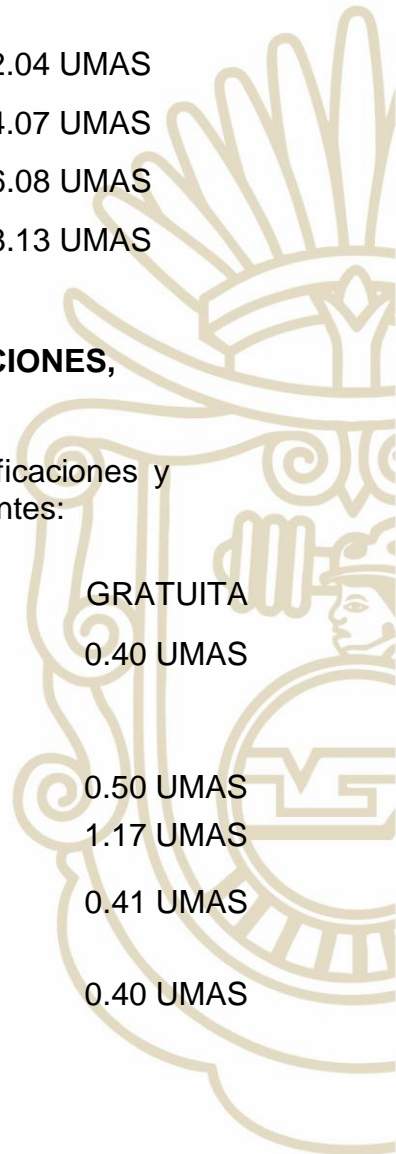 2.04 UMAS
4.07 UMAS
6.08 UMAS
8.13 UMAS
CIONES,
ficaciones y
ntes:
GRATUITA
0.40 UMAS
0.50 UMAS
1.17 UMAS
0.41 UMAS
0.40 UMAS